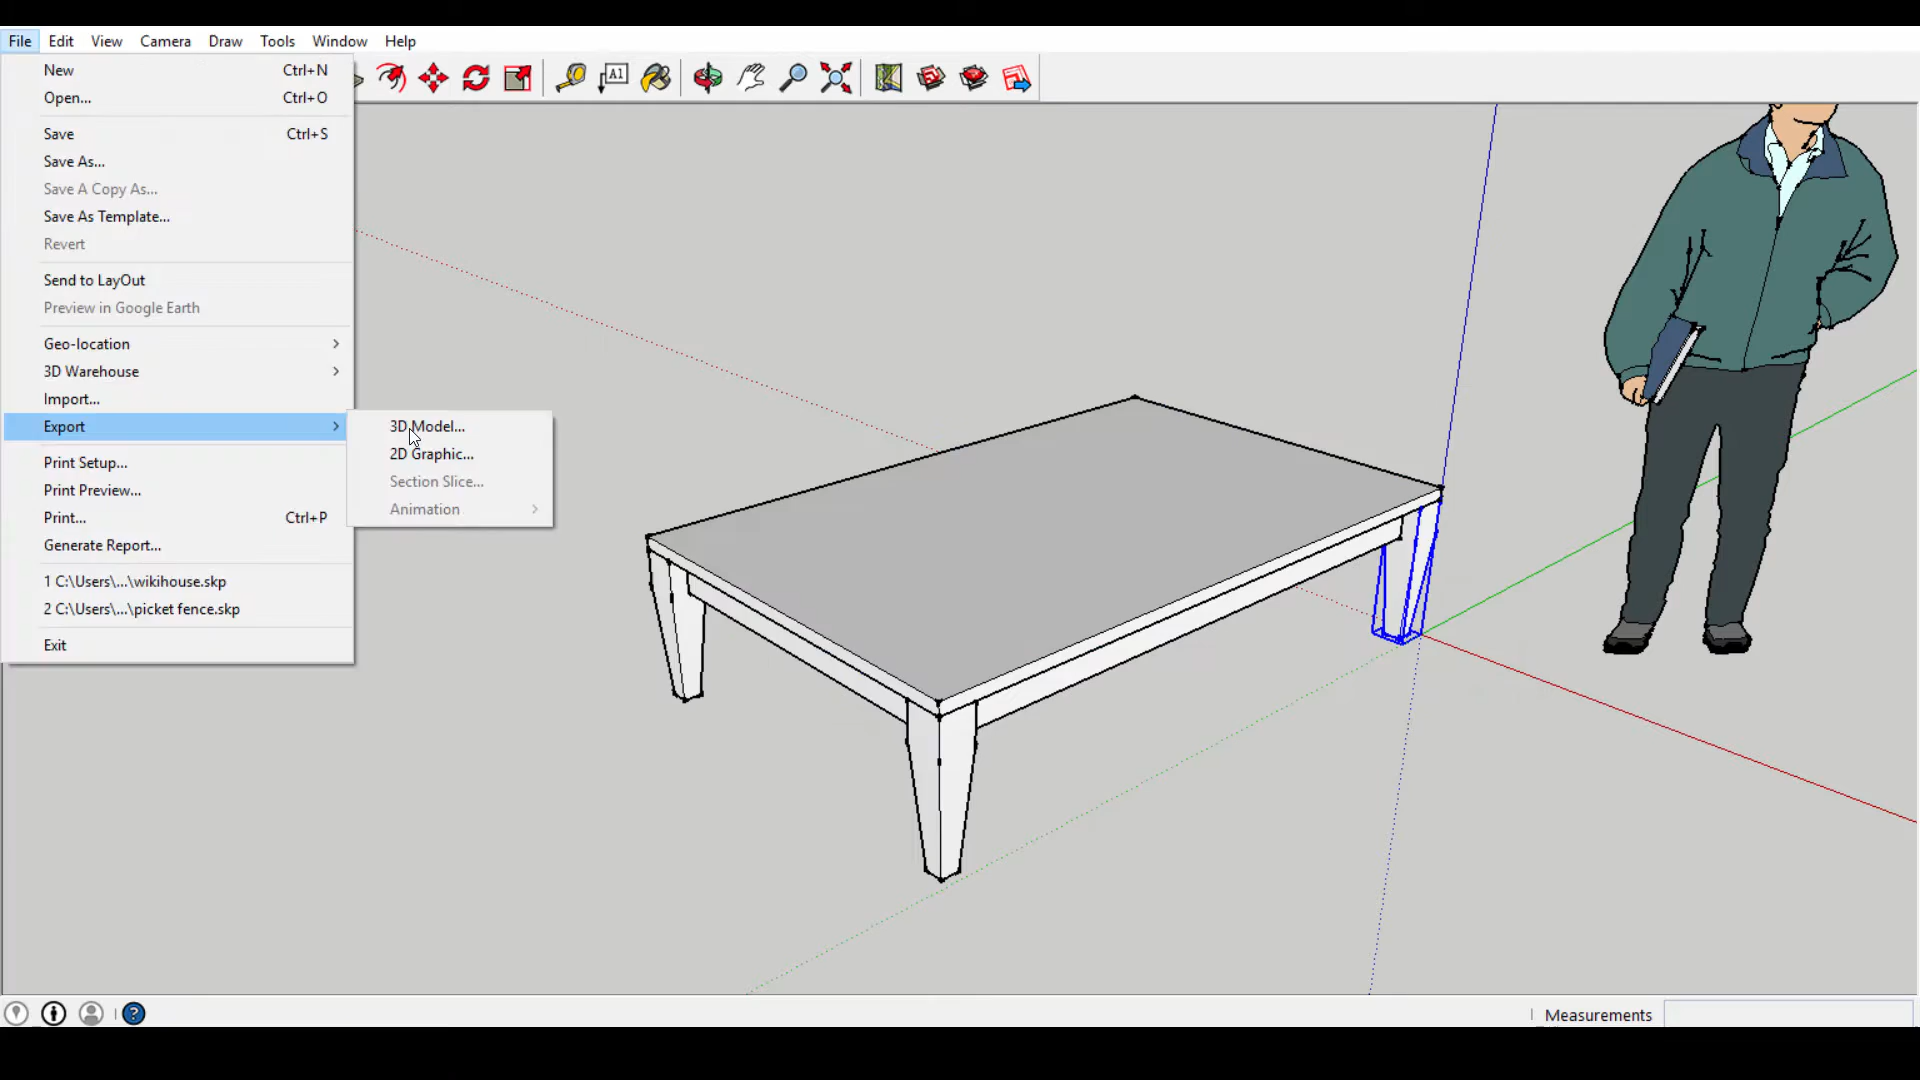 File Edit View Camera Draw Tools Window Help
New Ctrl+N
Open... Ctrl+O
Save Ctrl+S
Save As...
Save A Copy As...
Save As Template...
Revert
Send to LayOut
Preview in Google Earth
Geo-location
3D Warehouse
Import...
Export
3D Model...
2D Graphic...
Section Slice...
Animation
Print Setup...
Print Preview...
Print... Ctrl+P
Generate Report...
1 C:\Users\...\wikihouse.skp
2 C:\Users\...\picket fence.skp
Exit
A1
?
Measurements